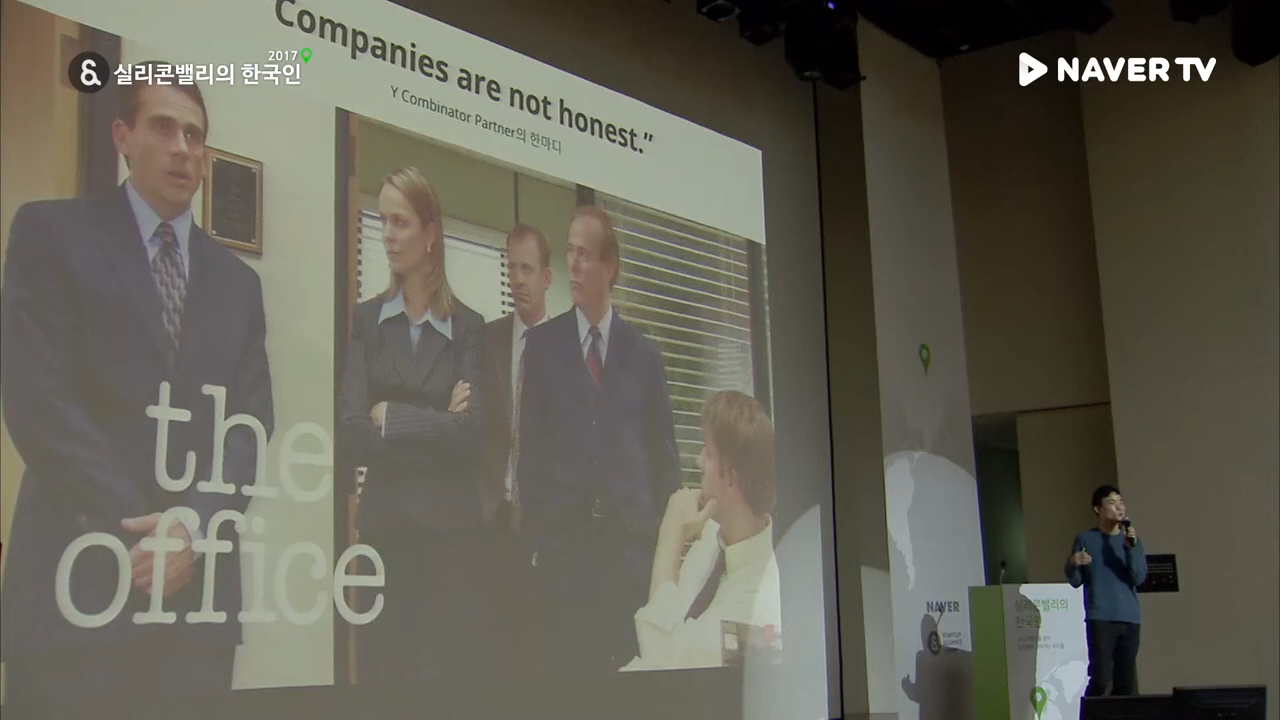 Companies are not honest.”
Y Combinator Partner의 한마디
&
2017
실리콘밸리의 한국인
NAVER TV
the
office
NAVER
&
실리콘밸리의
한국인